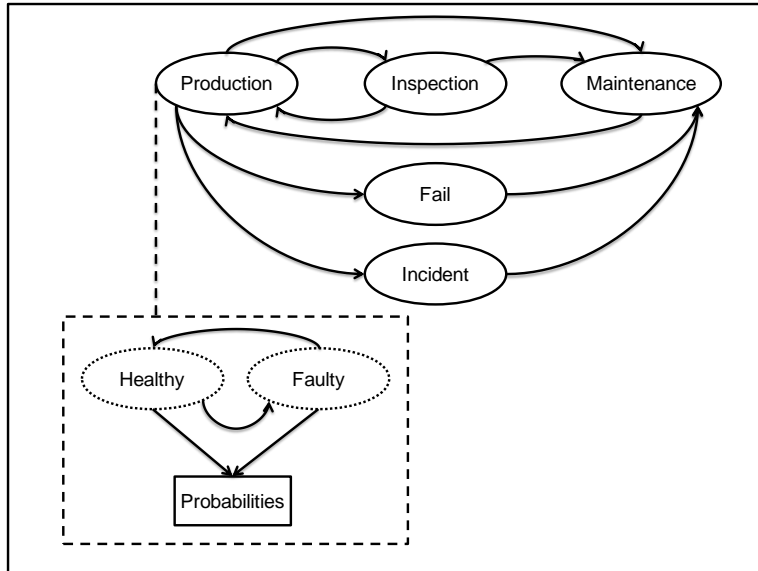 Production
Inspection
Maintenance
Fail
Incident
Healthy
Faulty
Probabilities